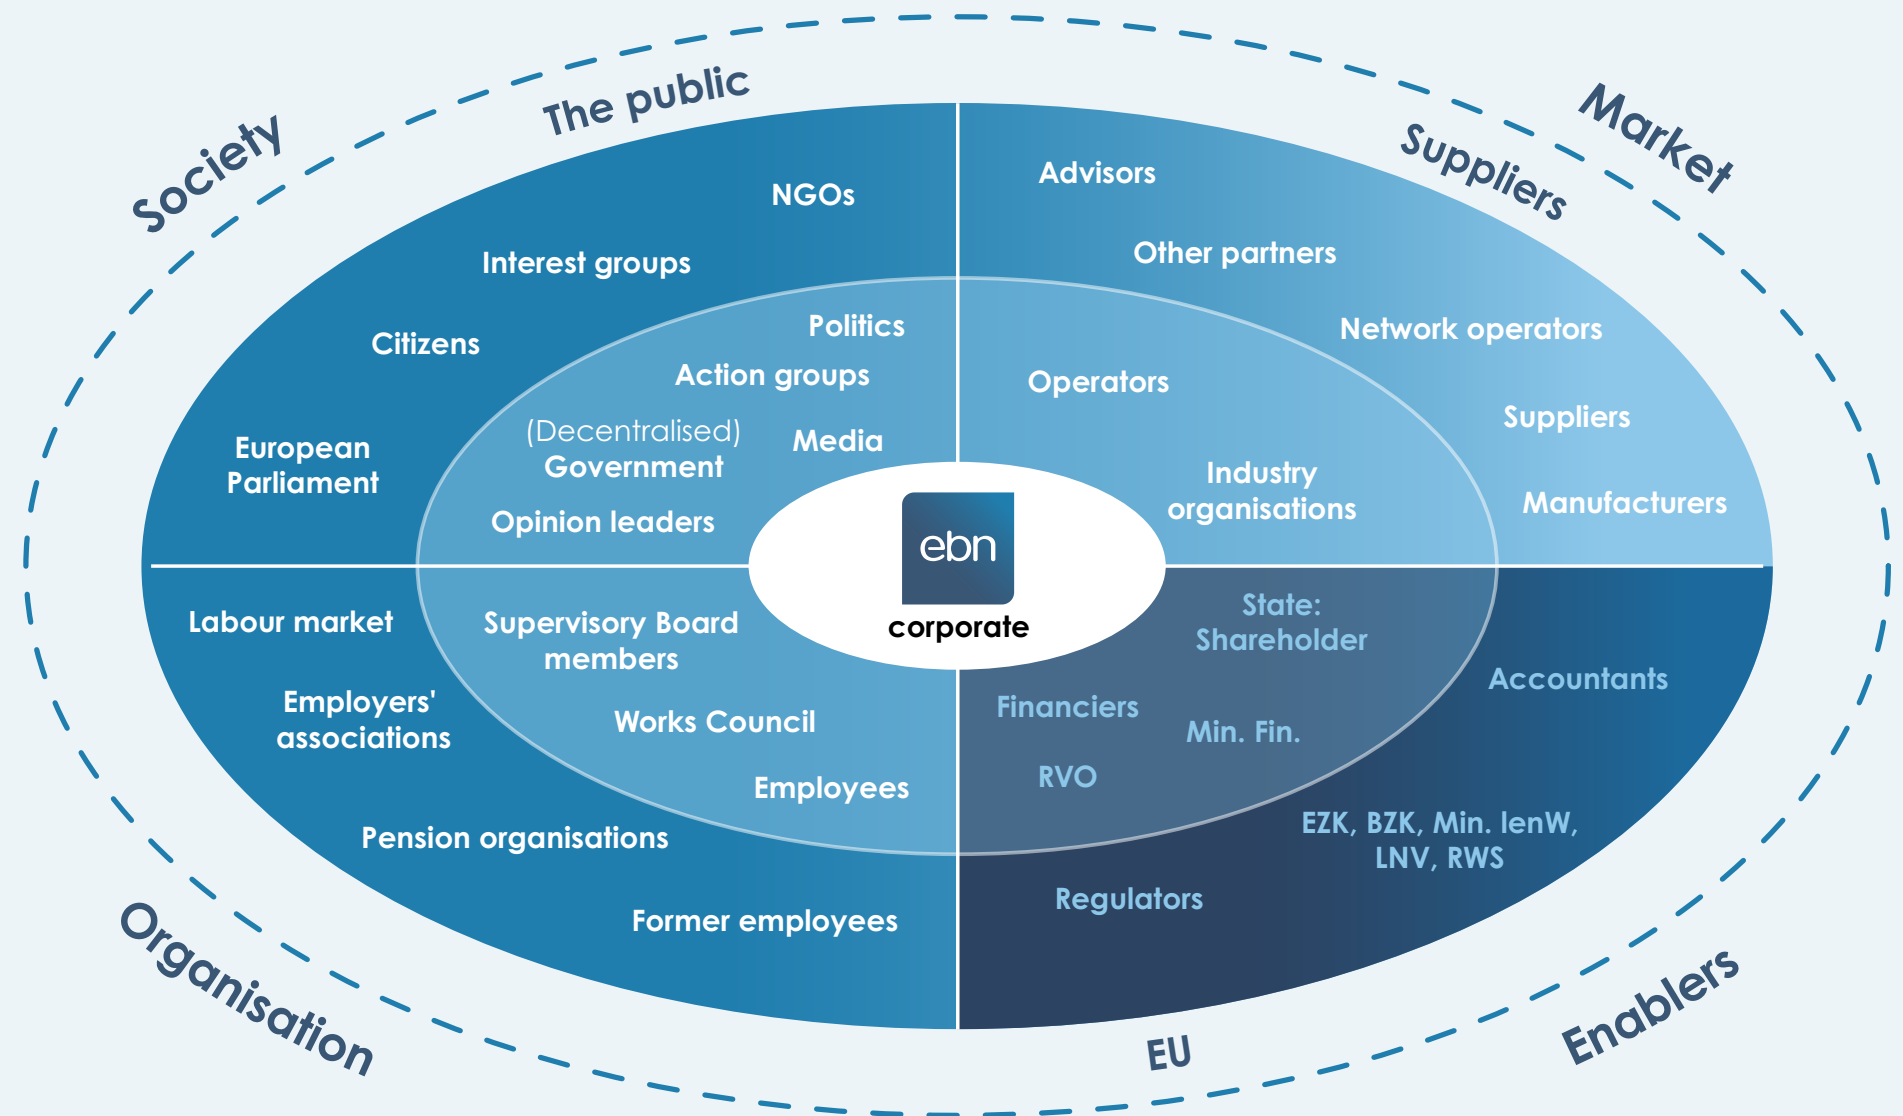 Society
The public
NGOs
Interest groups
Citizens
European
Parliament
Politics
Action groups
(Decentralised)
Government
Media
Opinion leaders
Market
Suppliers
Advisors
Other partners
Network operators
Suppliers
Manufacturers
Operators
Industry
organisations
ebn
corporate
Labour market
Employers'
associations
Pension organisations
Former employees
Supervisory Board
members
Works Council
Employees
Organisation
State:
Shareholder
Financiers
Min. Fin.
RVO
Accountants
EZK, BZK, Min. IenW,
LNV, RWS
Regulators
EU
Enablers